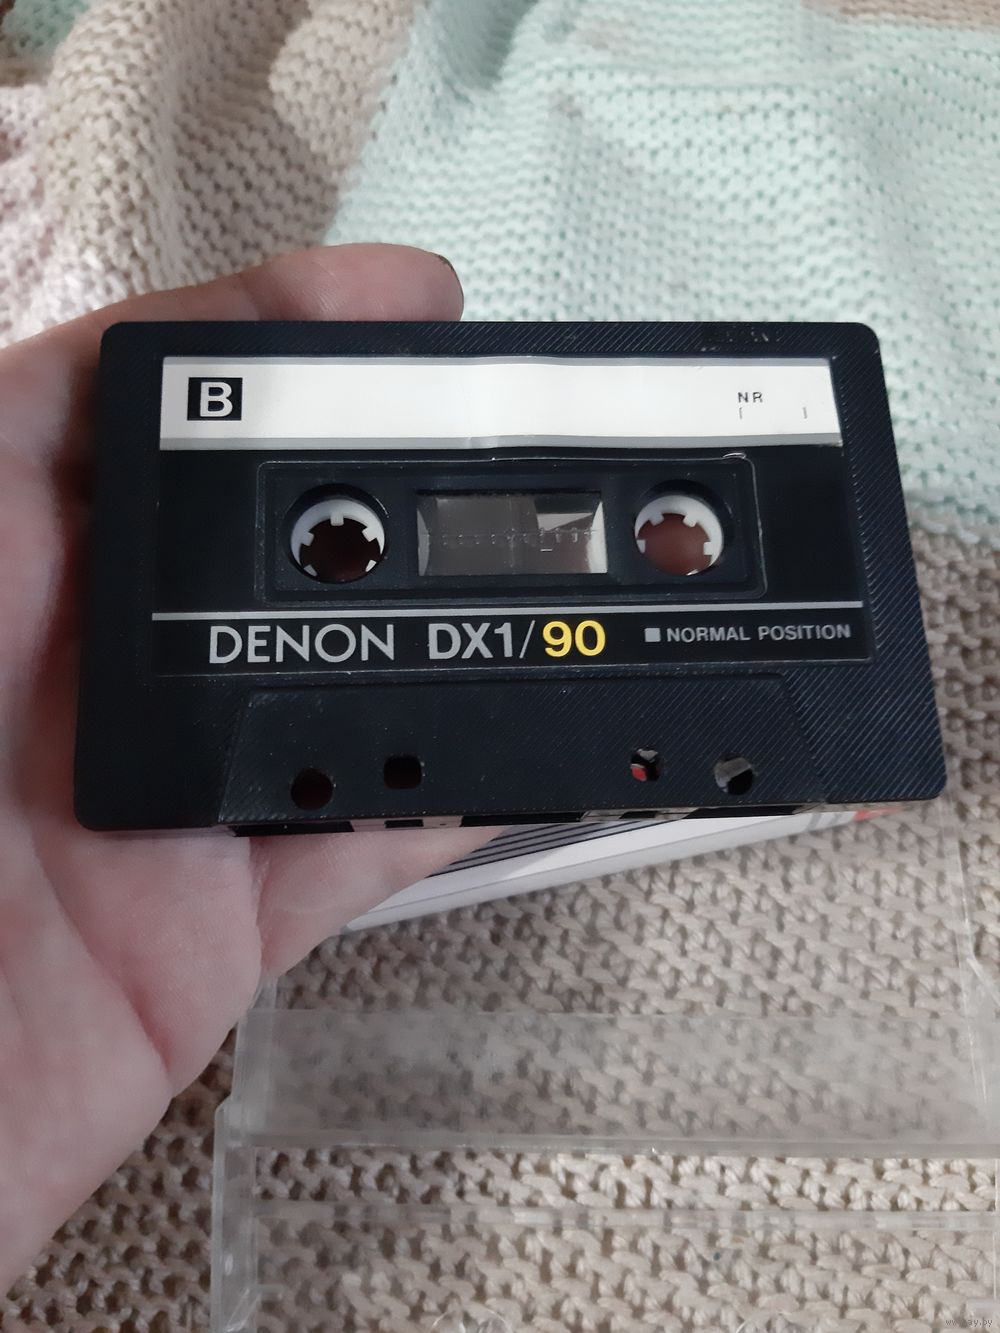 B
NR
[ ]
DENON DX1/90 ■ NORMAL POSITION